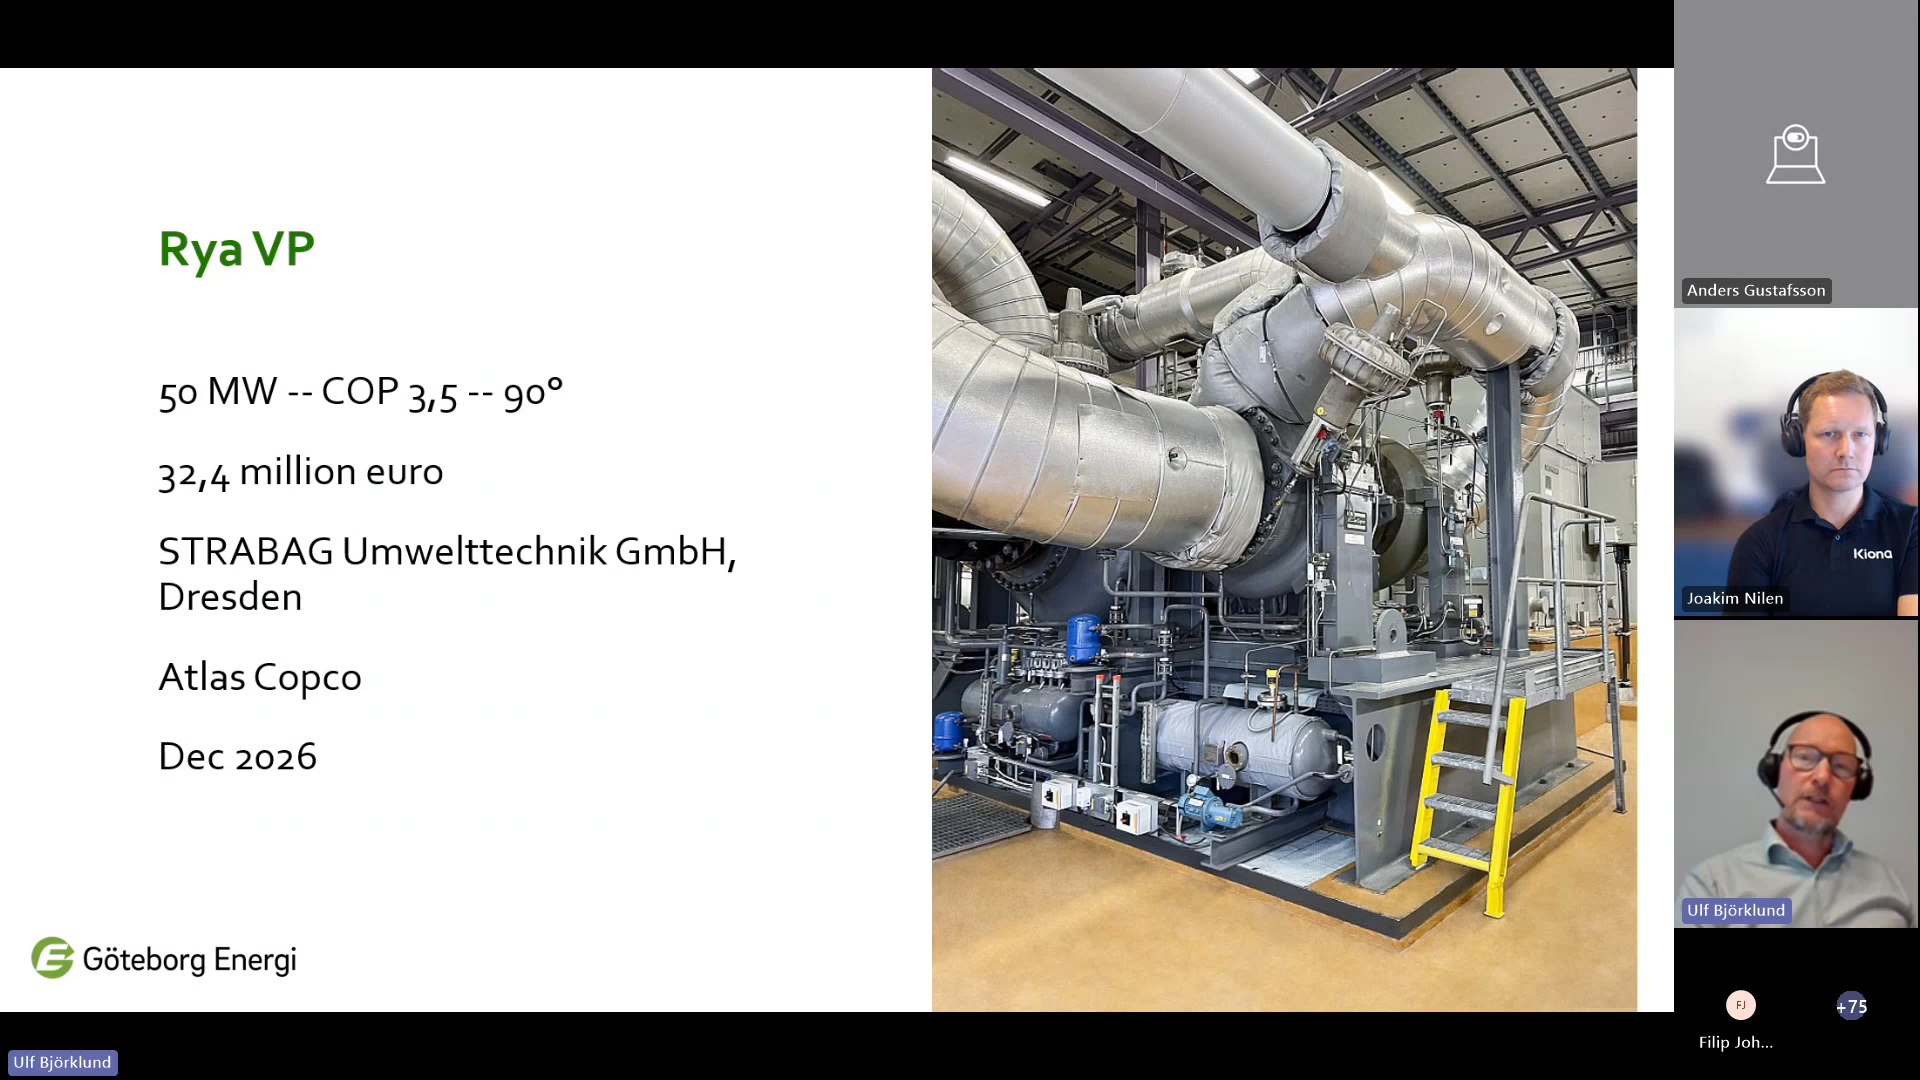 Rya VP
50 MW -- COP 3,5 -- 90°
32,4 million euro
STRABAG Umwelttechnik GmbH,
Dresden
Atlas Copco
Dec 2026
Göteborg Energi
Anders Gustafsson
Kiona
Joakim Nilen
Ulf Björklund
FJ
+75
Filip Joh...
Ulf Björklund